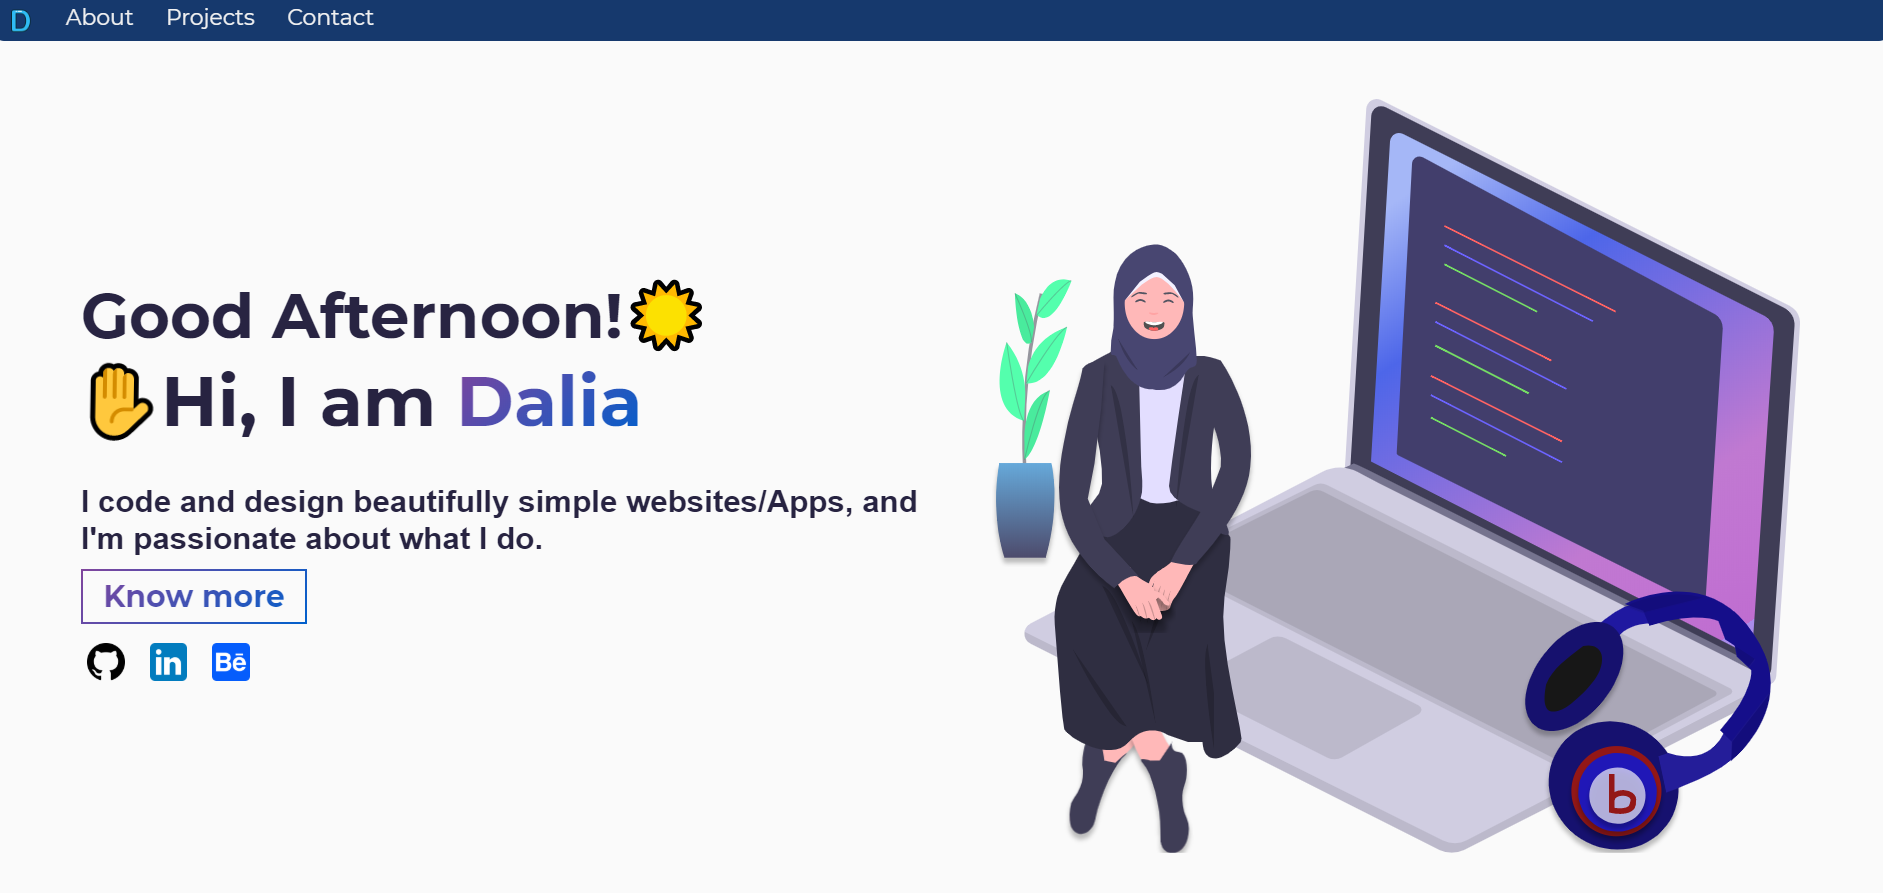 D About Projects Contact
Good Afternoon!
Hi, I am Dalia
I code and design beautifully simple websites/Apps, and
I'm passionate about what I do.
Know more
in Bē
b